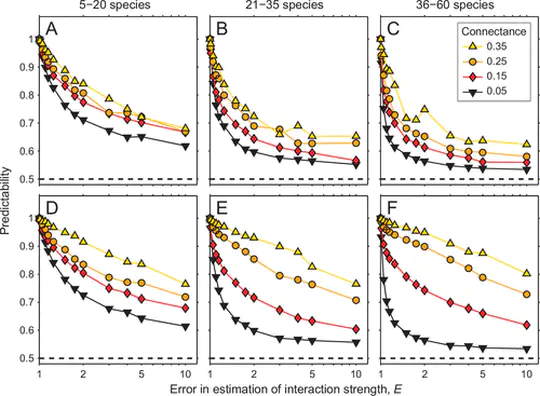 5−20 species 21−35 species 36−60 species
A B C
Connectance
0.35
0.25
0.15
0.05
1
0.9
0.8
0.7
0.6
0.5
Predictability
D E F
1
0.9
0.8
0.7
0.6
0.5
1 2 5 10 1 2 5 10 1 2 5 10
Error in estimation of interaction strength, E